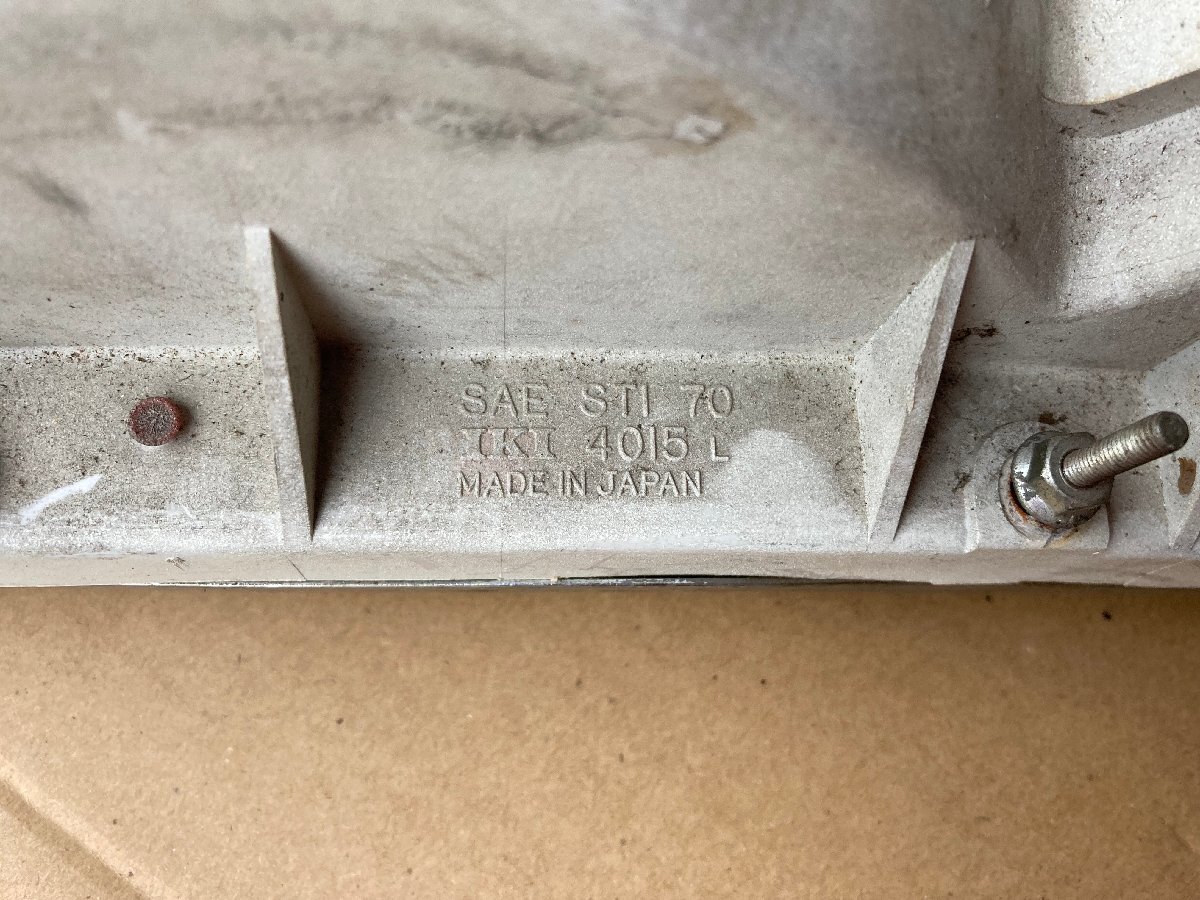 SAE STI 70
IKI 4015 L
MADE IN JAPAN